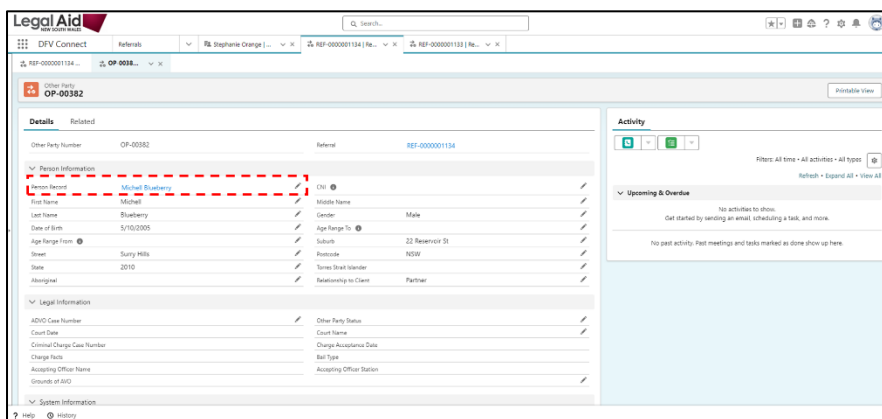 Legal Aid
NEW SOUTH WALES
Search...
DFV Connect
Referrals
Stephanie Orange | ...
REF-0000001134 | Re...
REF-0000001133 | Re...
REF-0000001134 ...
OP-0038...
Other Party
OP-00382
Printable View
Details Related
Other Party Number OP-00382 Referral REF-0000001134
Person Information
Person Record Michell Blueberry CNI
First Name Michell Middle Name
Last Name Blueberry Gender Male
Date of Birth 5/10/2005 Age Range To
Age Range From Suburb 22 Reservoir St
Street Surry Hills Postcode NSW
State 2010 Torres Strait Islander
Aboriginal Relationship to Client Partner
Legal Information
ADVO Case Number Other Party Status
Court Date Court Name
Criminal Charge Case Number Charge Acceptance Date
Charge Facts Bail Type
Accepting Officer Name Accepting Officer Station
Grounds of AVO
System Information
Activity
Filters: All time • All activities • All types
Refresh • Expand All • View All
Upcoming & Overdue
No activities to show.
Get started by sending an email, scheduling a task, and more.
No past activity. Past meetings and tasks marked as done show up here.
? Help History